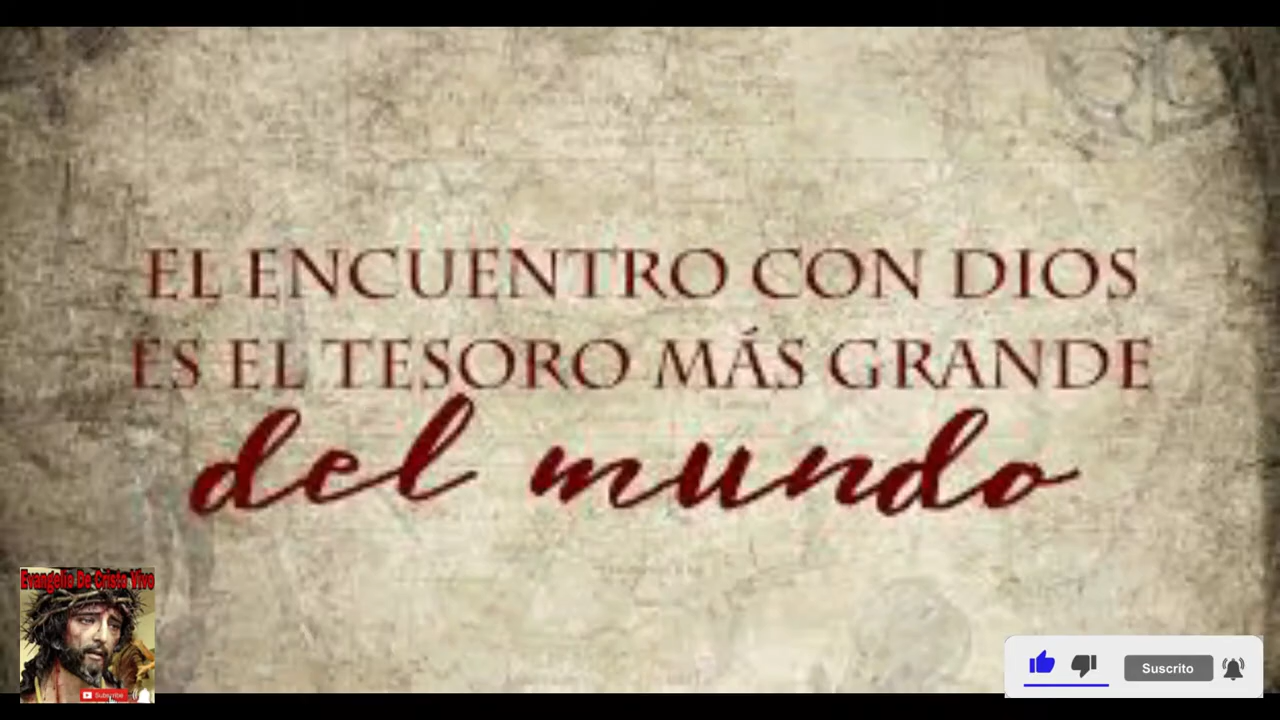 EL ENCUENTRO CON DIOS
ES EL TESORO MÁS GRANDE
del mundo
Evangelio De Cristo Vivo
Subscribe
Suscrito